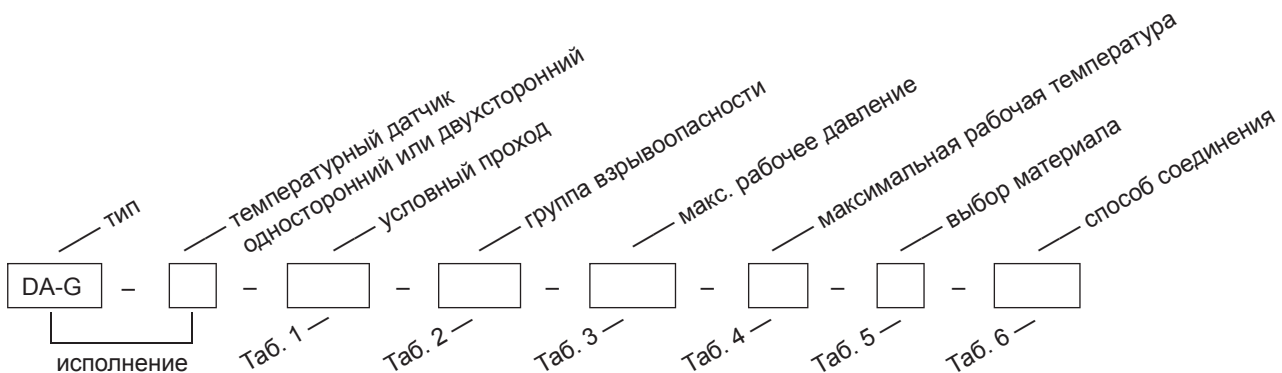 тип
температурный датчик
односторонний или двухсторонний
условный проход
группа взрывоопасности
макс. рабочее давление
максимальная рабочая температура
выбор материала
способ соединения
DA-G – – – – – – –
исполнение
Таб. 1
Таб. 2
Таб. 3
Таб. 4
Таб. 5
Таб. 6